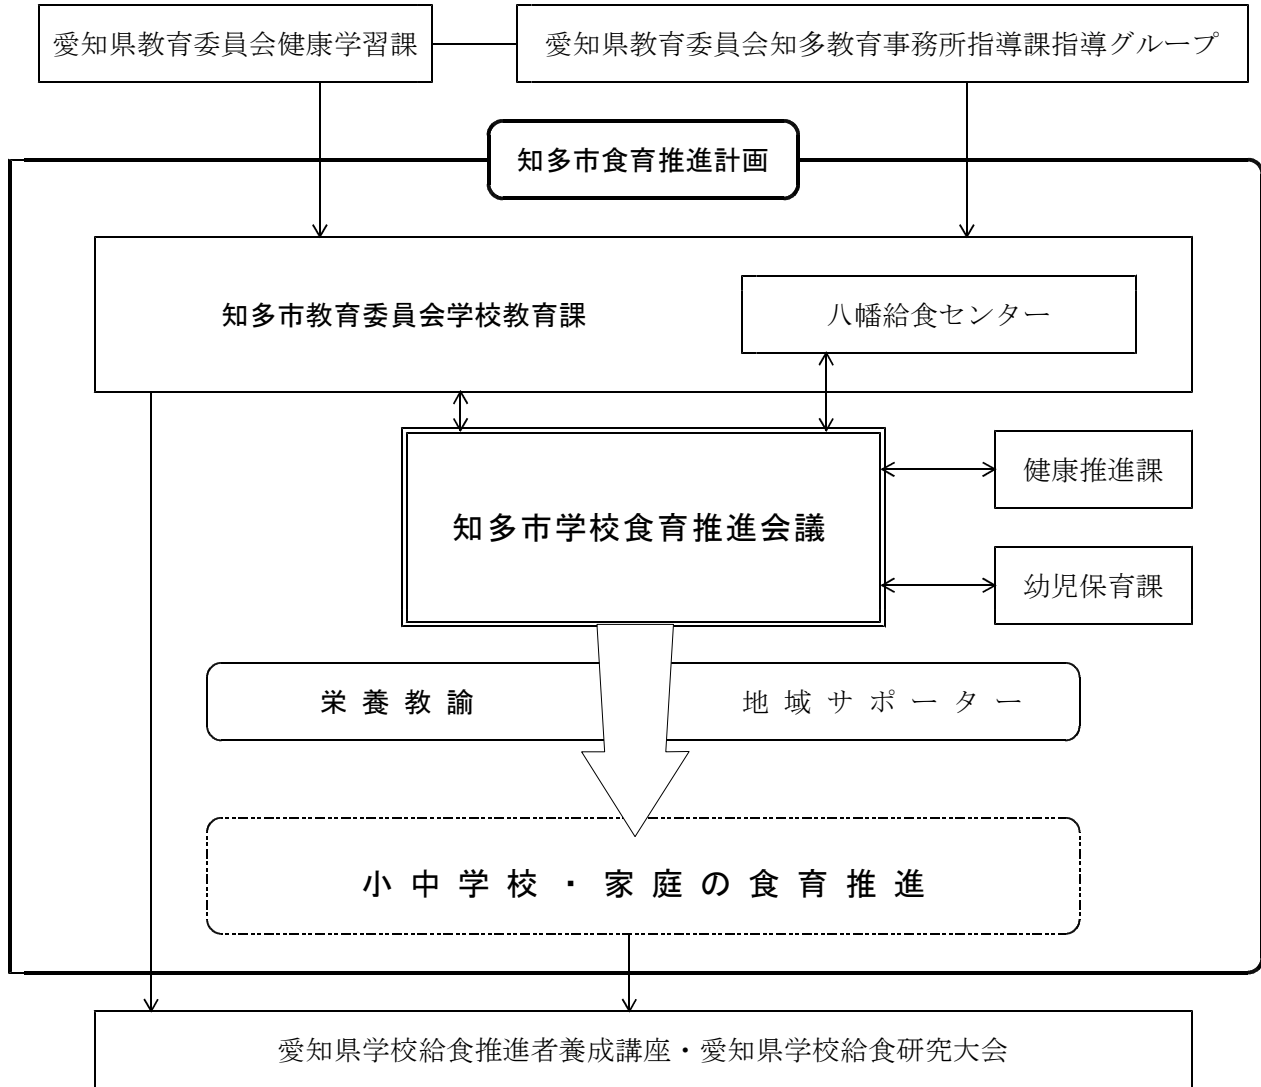 愛知県教育委員会健康学習課
愛知県教育委員会知多教育事務所指導課指導グループ
知多市食育推進計画
知多市教育委員会学校教育課
八幡給食センター
知多市学校食育推進会議
健康推進課
幼児保育課
栄養教諭
地域サポーター
小中学校・家庭の食育推進
愛知県学校給食推進者養成講座・愛知県学校給食研究大会